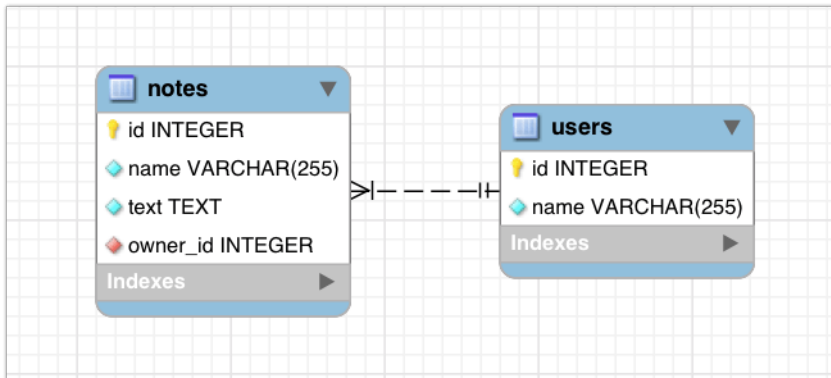 notes
id INTEGER
name VARCHAR(255)
text TEXT
owner_id INTEGER
Indexes
users
id INTEGER
name VARCHAR(255)
Indexes